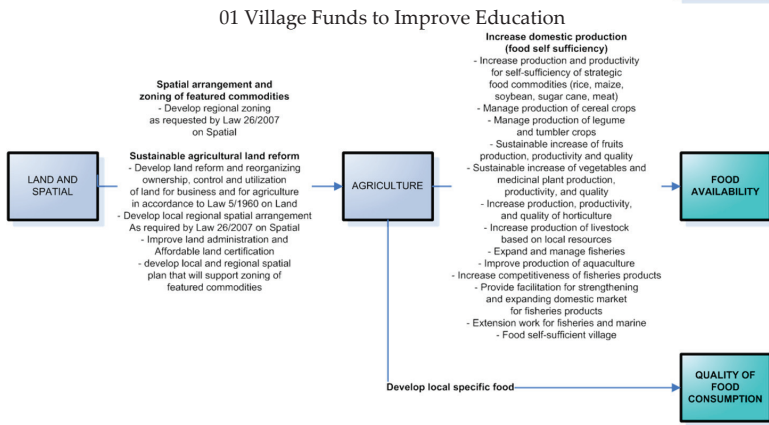 01 Village Funds to Improve Education
Spatial arrangement and
zoning of featured commodities
- Develop regional zoning
as requested by Law 26/2007
on Spatial
LAND AND
SPATIAL
Sustainable agricultural land reform
- Develop land reform and reorganizing
ownership, control and utilization
of land for business and for agriculture
in accordance to Law 5/1960 on Land
- Develop local regional spatial arrangement
As required by Law 26/2007 on Spatial
- Improve land administration and
Affordable land certification
- develop local and regional spatial
plan that will support zoning of
featured commodities
AGRICULTURE
Increase domestic production
(food self sufficiency)
- Increase production and productivity
for self-sufficiency of strategic
food commodities (rice, maize,
soybean, sugar cane, meat)
- Manage production of cereal crops
- Manage production of legume
and tumbler crops
- Sustainable increase of fruits
production, productivity and quality
- Sustainable increase of vegetables and
medicinal plant production,
productivity, and quality
- Increase production, productivity,
and quality of horticulture
- Increase production of livestock
based on local resources
- Expand and manage fisheries
- Improve production of aquaculture
- Increase competitiveness of fisheries products
- Provide facilitation for strengthening
and expanding domestic market
for fisheries products
- Extension work for fisheries and marine
- Food self-sufficient village
FOOD
AVAILABILITY
Develop local specific food
QUALITY OF
FOOD
CONSUMPTION